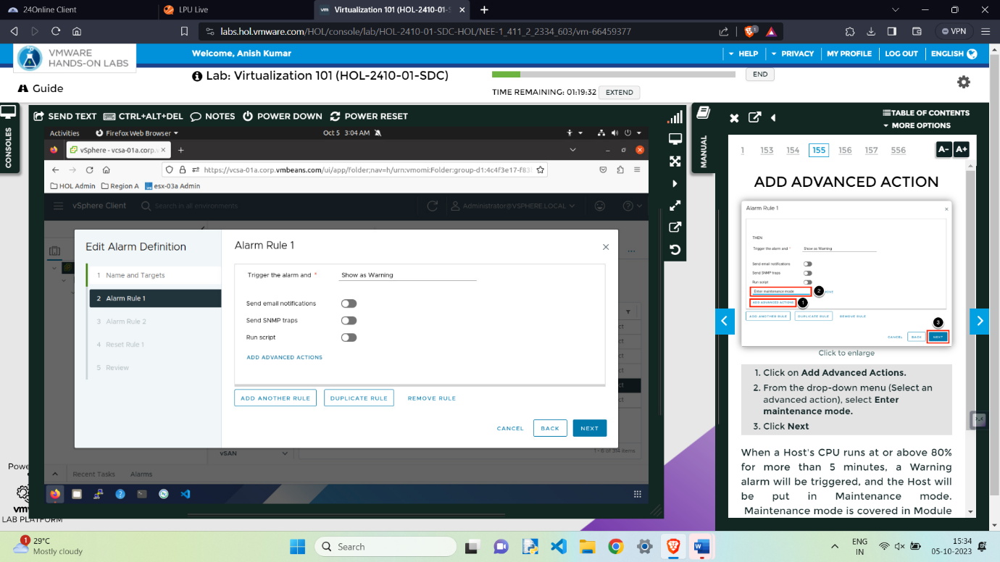 24Online Client
LPU Live
vm Virtualization 101 (HOL-2410-01-S
labs.hol.vmware.com/HOL/console/lab/HOL-2410-01-SDC-HOL/NEE-1_411_2_2334_603/vm-66459377
1
VPN
VMWARE
HANDS-ON LABS
Welcome, Anish Kumar
HELP
PRIVACY
MY PROFILE
LOG OUT
ENGLISH
Lab: Virtualization 101 (HOL-2410-01-SDC)
END
Guide
TIME REMAINING: 01:19:32
EXTEND
CONSOLES
SEND TEXT
CTRL+ALT+DEL
NOTES
POWER DOWN
POWER RESET
Activities
Firefox Web Browser
Oct 5 3:04 AM
vSphere - vcsa-01a.corp.v
https://vcsa-01a.corp.vmbeans.com/ui/app/folder;nav=h/urn:vmomi:Folder:group-d1:4c4f3e17-f83
HOL Admin
Region A
esx-03a Admin
vSphere Client
Search in all environments
Administrator@VSPHERE.LOCAL
Edit Alarm Definition
1 Name and Targets
2 Alarm Rule 1
3 Alarm Rule 2
4 Reset Rule 1
5 Review
Alarm Rule 1
Trigger the alarm and *
Show as Warning
Send email notifications
Send SNMP traps
Run script
ADD ADVANCED ACTIONS
ADD ANOTHER RULE
DUPLICATE RULE
REMOVE RULE
CANCEL
BACK
NEXT
ct
ct
ct
ct
ct
ct
vSAN
1 - 6 of 314 items
Recent Tasks
Alarms
MANUAL
TABLE OF CONTENTS
MORE OPTIONS
1 153 154 155 156 157 556
A- A+
ADD ADVANCED ACTION
Alarm Rule 1
THEN
Trigger the alarm and *
Show as Warning
Send email notifications
Send SNMP traps
Run script
Enter maintenance mode
2
ADD ADVANCED ACTIONS
1
ADD ANOTHER RULE
DUPLICATE RULE
REMOVE RULE
3
CANCEL
BACK
NEXT
Click to enlarge
1. Click on Add Advanced Actions.
2. From the drop-down menu (Select an
advanced action), select Enter
maintenance mode.
3. Click Next
When a Host's CPU runs at or above 80%
for more than 5 minutes, a Warning
alarm will be triggered, and the Host will
be put in Maintenance mode.
Maintenance mode is covered in Module
Powe
vm
LAB PLATFORM
1
29°C
Mostly cloudy
Search
ENG
IN
15:34
05-10-2023